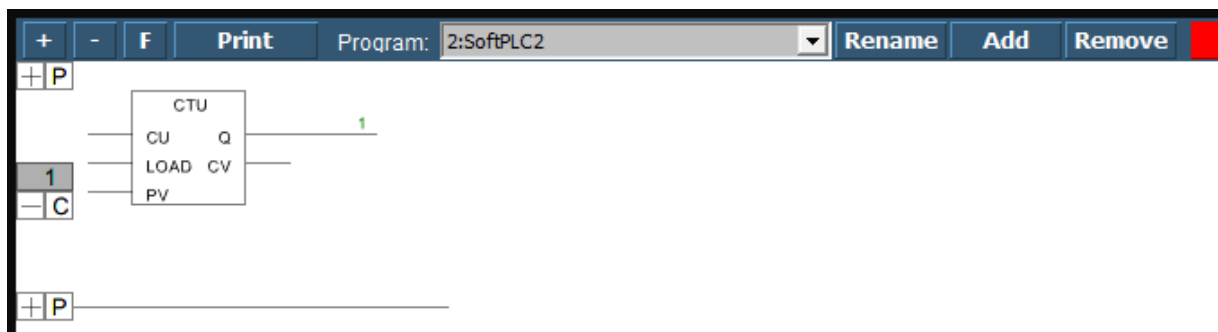 + - F Print Program: 2:SoftPLC2 Rename Add Remove
+ P
CTU
1
CU Q
LOAD CV
1
PV
- C
+ P